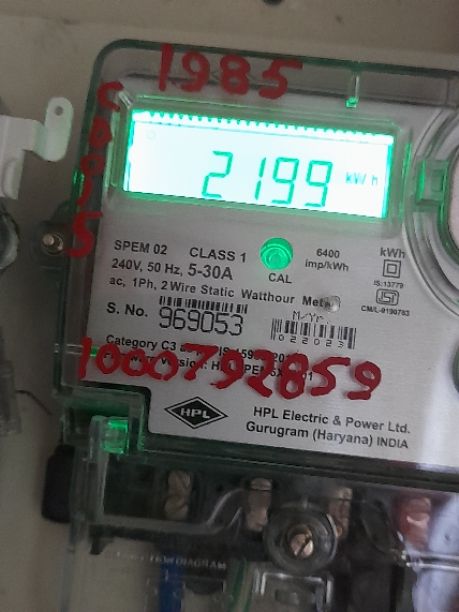 1985
2199 kWh
SPEM 02 CLASS 1 6400 imp/kWh kWh
240V, 50 Hz, 5-30A CAL
IS:13779
ac, 1Ph, 2 Wire Static Watthour Meter
CM/L-9190783
S. No. 969053
M/Yr.
022023
Category C3
1000792859
HPL
HPL Electric & Power Ltd.
Gurugram (Haryana) INDIA
DIAGRAM